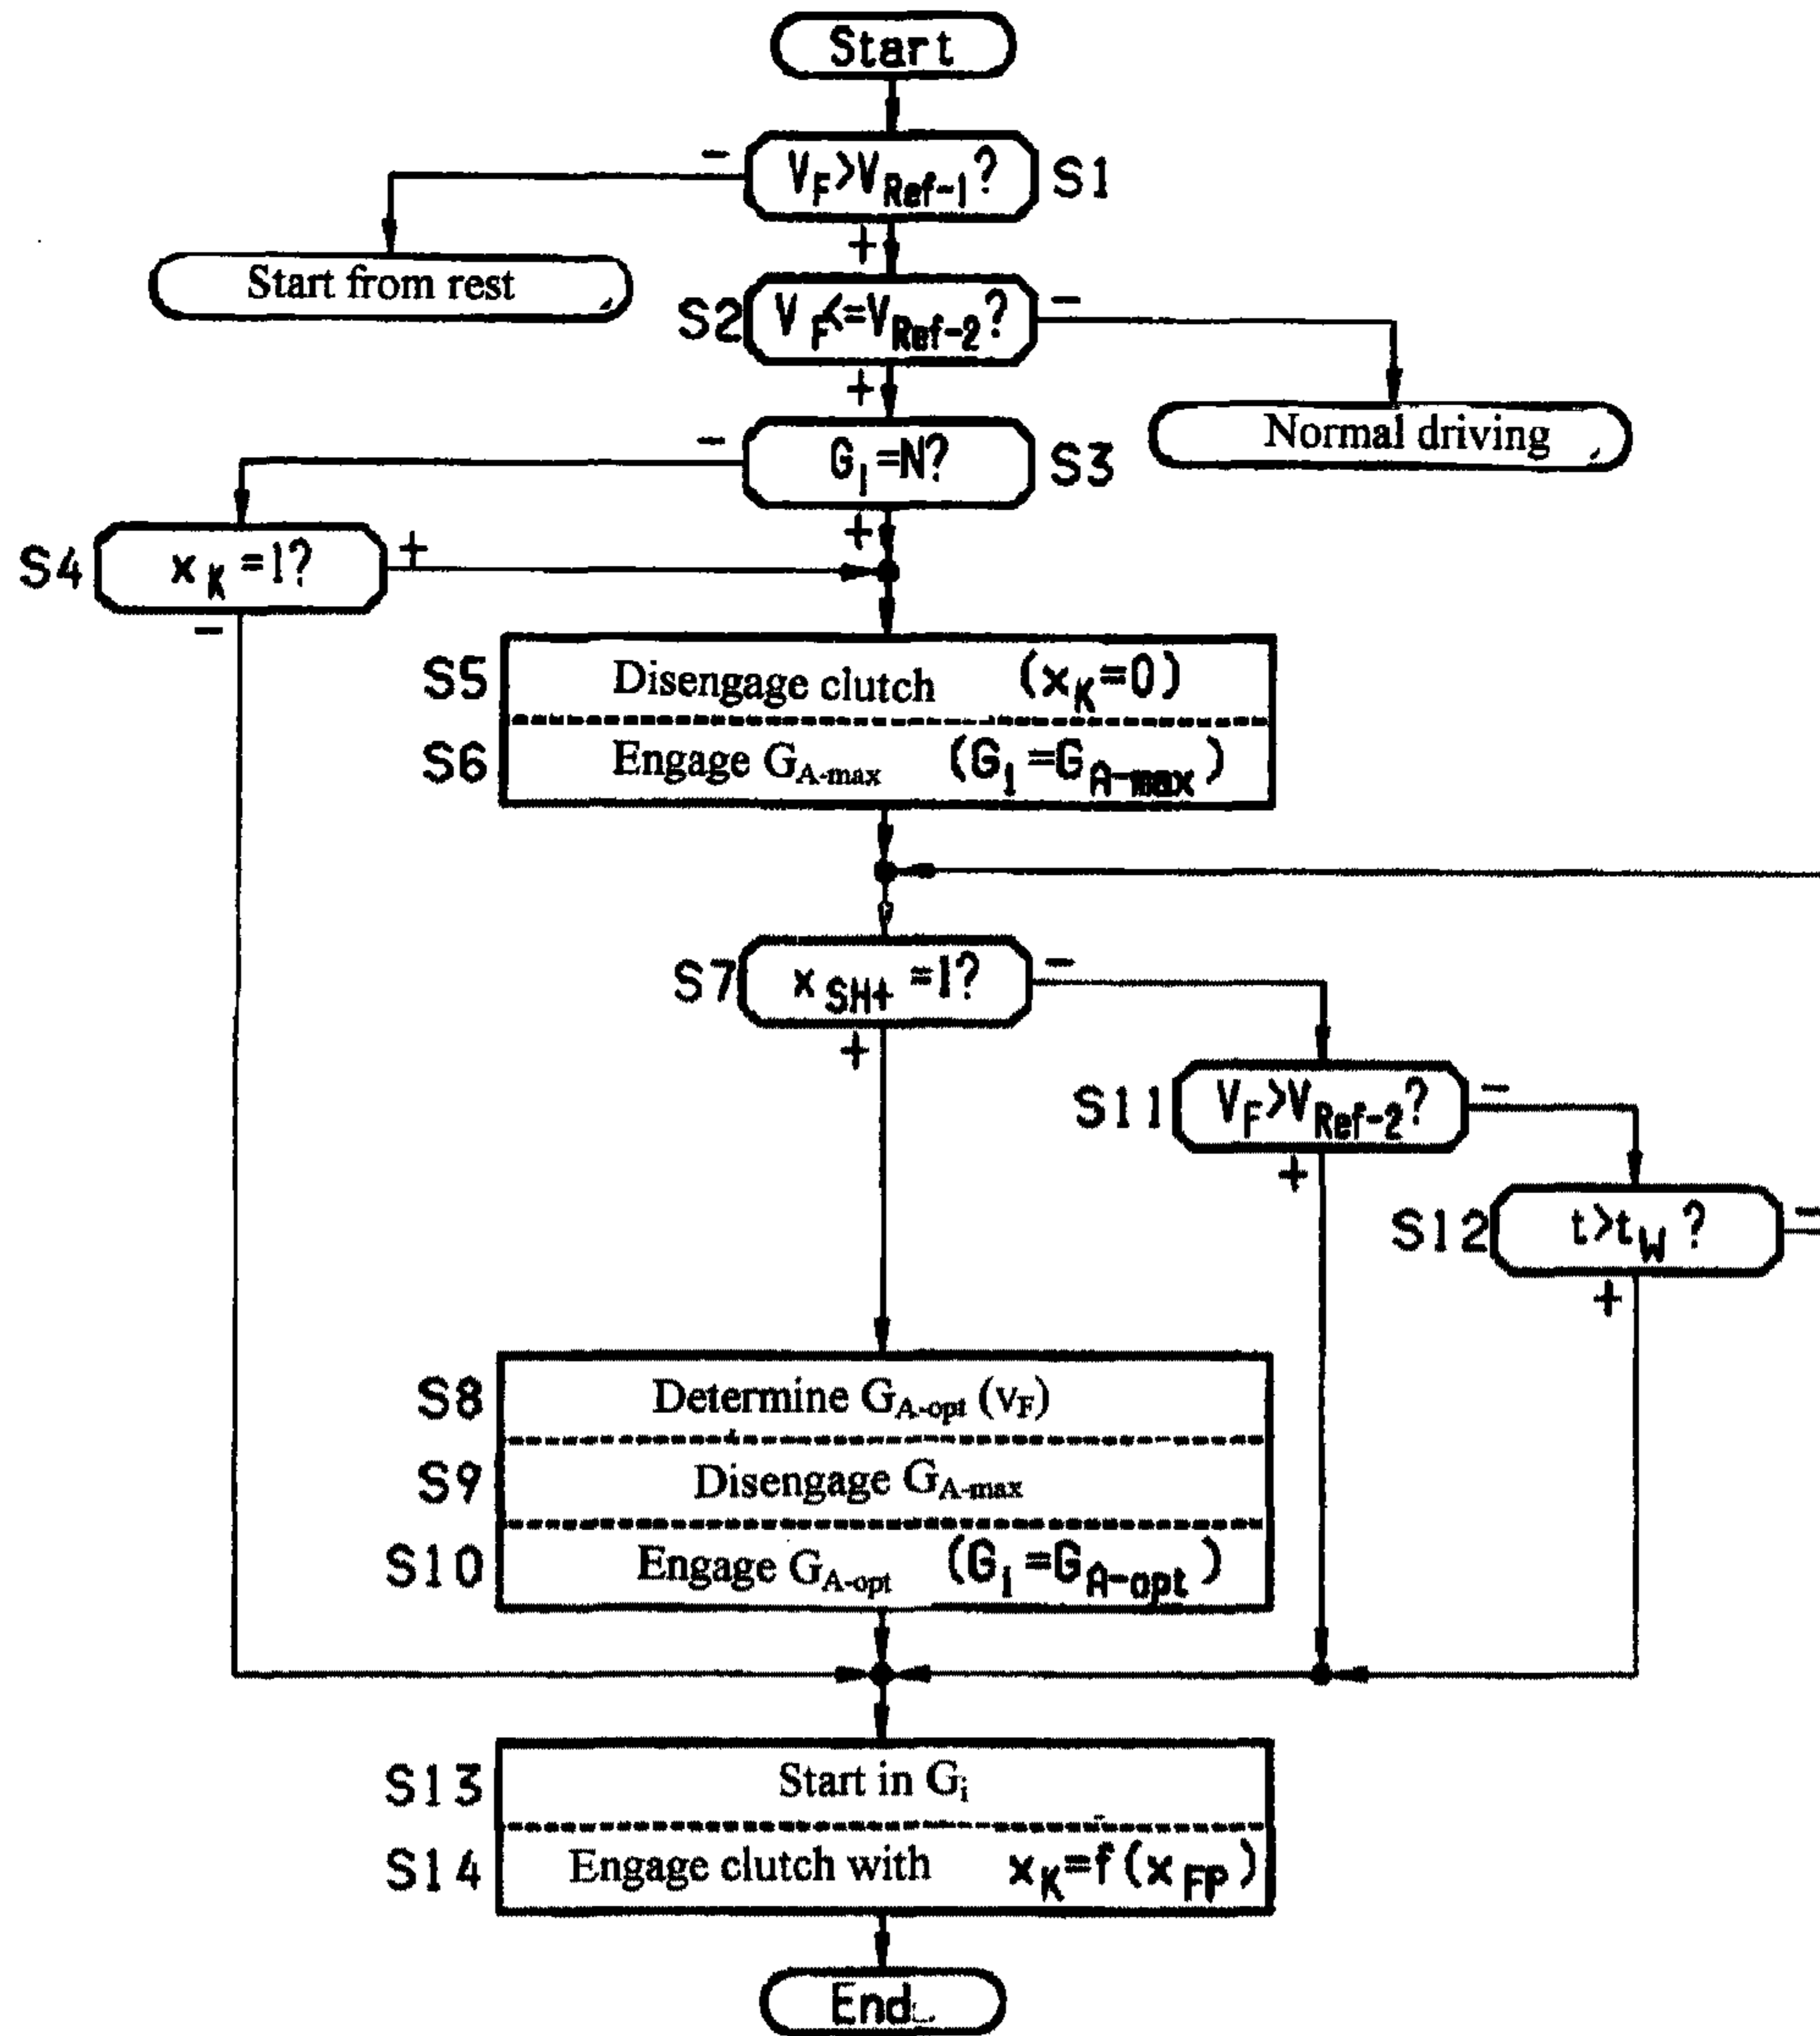 Start
-
V_F>V_Ref-1?
S1
+
Start from rest
S2
V_F<=V_Ref-2?
-
+
Normal driving
-
G_i=N?
S3
+
S4
x_K=1?
+
-
S5
Disengage clutch (x_K=0)
S6
Engage G_A-max (G_i=G_A-max)
S7
x_SH+=1?
-
+
S11
V_F>V_Ref-2?
-
+
S12
t>t_W?
-
+
S8
Determine G_A-opt (v_F)
S9
Disengage G_A-max
S10
Engage G_A-opt (G_i=G_A-opt)
S13
Start in G_i
S14
Engage clutch with x_K=f(x_FP)
End